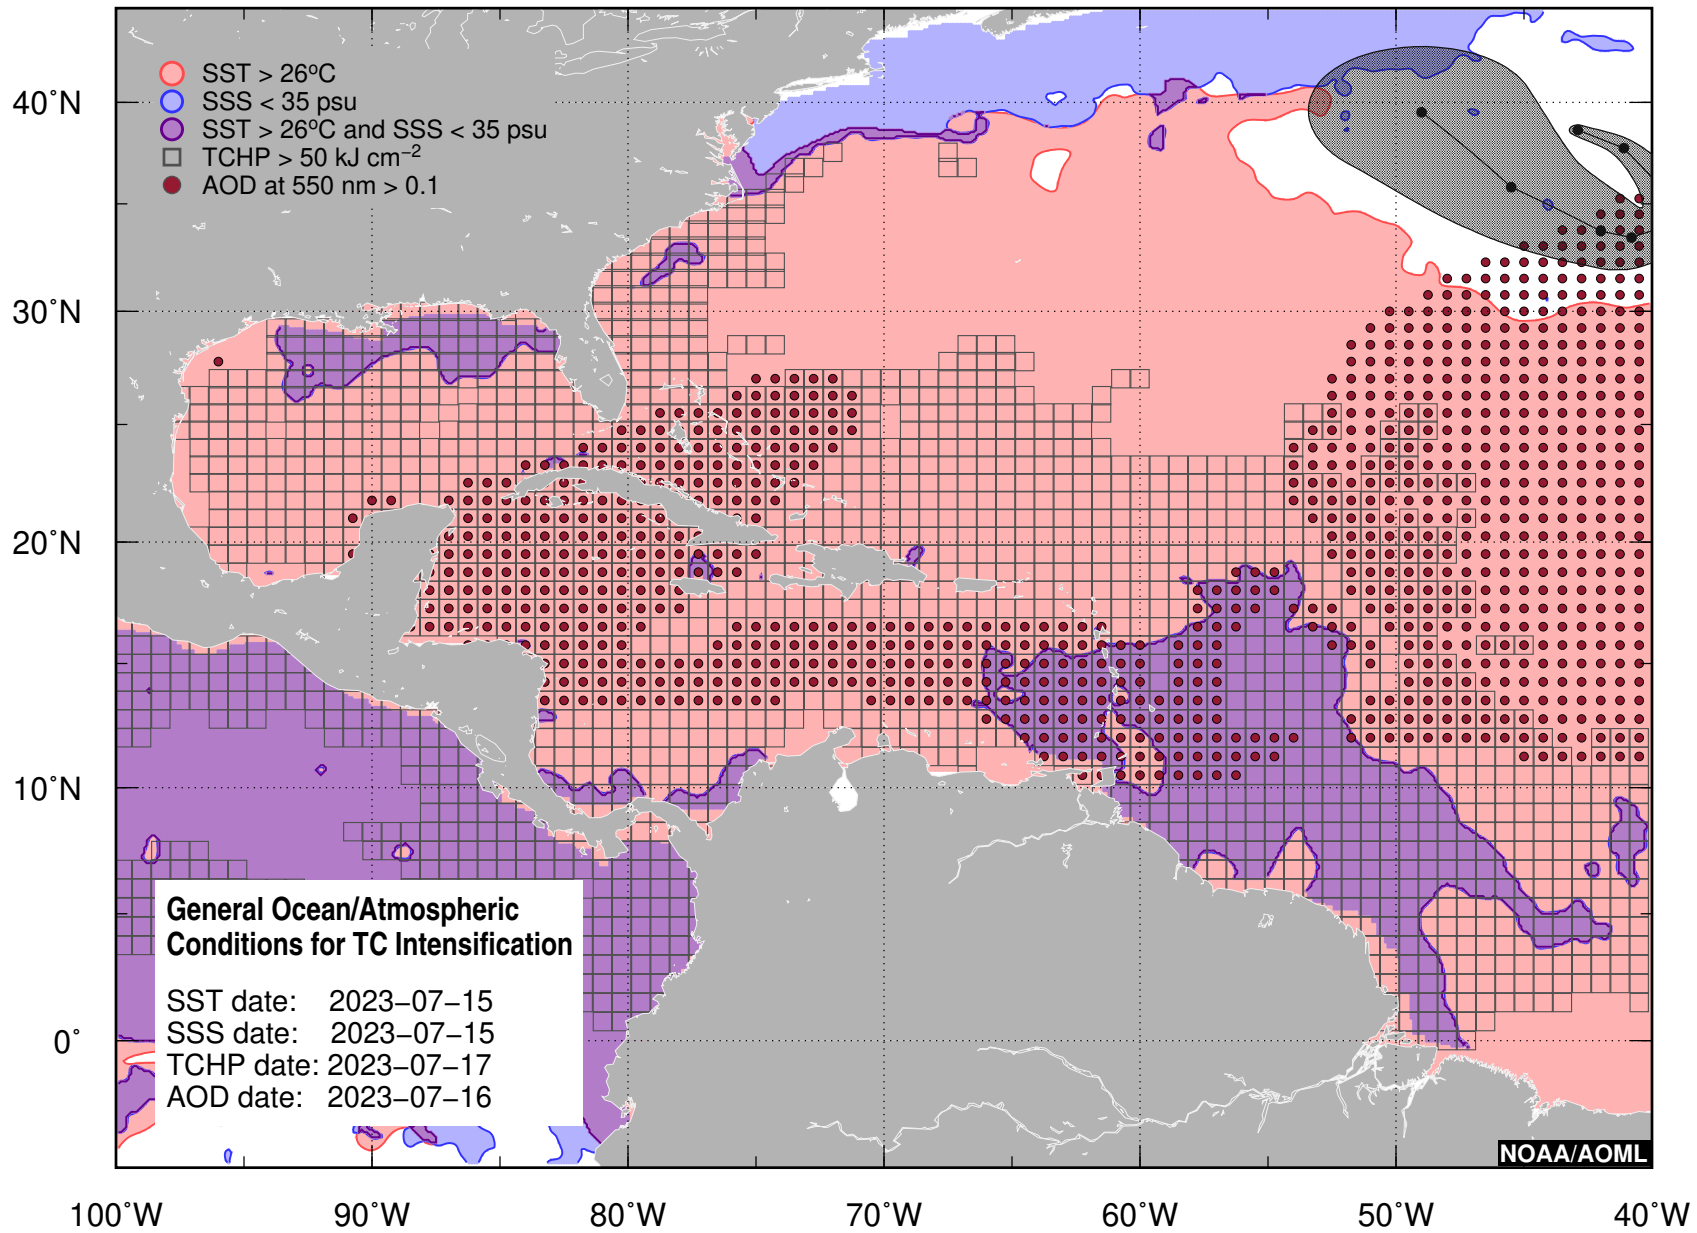 SST > 26ºC
SSS < 35 psu
SST > 26ºC and SSS < 35 psu
TCHP > 50 kJ cm⁻²
AOD at 550 nm > 0.1
40˚N
30˚N
20˚N
10˚N
0˚
General Ocean/Atmospheric
Conditions for TC Intensification
SST date: 2023−07−15
SSS date: 2023−07−15
TCHP date: 2023−07−17
AOD date: 2023−07−16
NOAA/AOML
100˚W 90˚W 80˚W 70˚W 60˚W 50˚W 40˚W